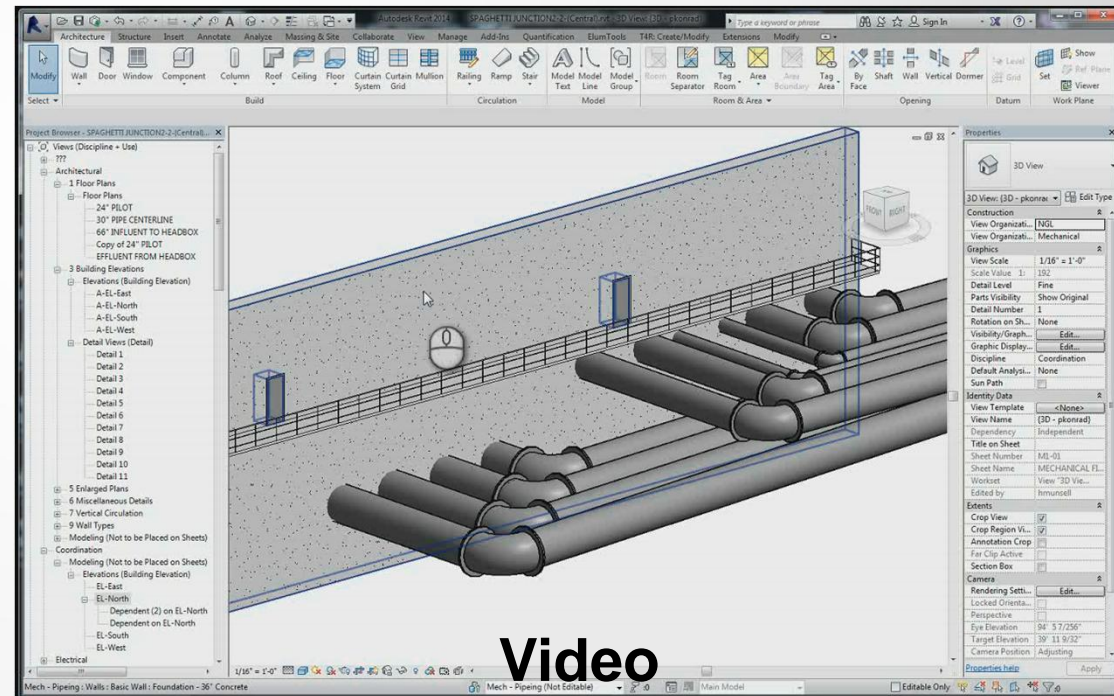 Autodesk Revit 2014
SPAGHETTI JUNCTION2-2-(Central).rvt - 3D View: {3D - pkonrad}
Type a keyword or phrase
Sign In
Architecture Structure Insert Annotate Analyze Massing & Site Collaborate View Manage Add-Ins Quantification ElumTools T4R: Create/Modify Extensions Modify
Modify Wall Door Window Component Column Roof Ceiling Floor Curtain System Curtain Grid Mullion Railing Ramp Stair Model Text Model Line Model Group Room Room Separator Tag Room Area Area Boundary Tag Area By Face Shaft Wall Vertical Dormer Level Grid Set Show Ref Plane Viewer
Select Build Circulation Model Room & Area Opening Datum Work Plane
Project Browser - SPAGHETTI JUNCTION2-2-(Central)...
Views (Discipline + Use)
???
Architectural
1 Floor Plans
Floor Plans
24" PILOT
30" PIPE CENTERLINE
66" INFLUENT TO HEADBOX
Copy of 24" PILOT
EFFLUENT FROM HEADBOX
3 Building Elevations
Elevations (Building Elevation)
A-EL-East
A-EL-North
A-EL-South
A-EL-West
Detail Views (Detail)
Detail 1
Detail 2
Detail 3
Detail 4
Detail 5
Detail 6
Detail 7
Detail 8
Detail 9
Detail 10
Detail 11
5 Enlarged Plans
6 Miscellaneous Details
7 Vertical Circulation
9 Wall Types
Modeling (Not to be Placed on Sheets)
Coordination
Modeling (Not to be Placed on Sheets)
Elevations (Building Elevation)
EL-East
EL-North
Dependent (2) on EL-North
Dependent on EL-North
EL-South
EL-West
Electrical
FRONT RIGHT
Properties
3D View
3D View: {3D - pkonrad Edit Type
Construction
View Organizati... NGL
View Organizati... Mechanical
Graphics
View Scale 1/16" = 1'-0"
Scale Value 1: 192
Detail Level Fine
Parts Visibility Show Original
Detail Number 1
Rotation on Sh... None
Visibility/Graph... Edit...
Graphic Display... Edit...
Discipline Coordination
Default Analysi... None
Sun Path
Identity Data
View Template <None>
View Name {3D - pkonrad}
Dependency Independent
Title on Sheet
Sheet Number M1-01
Sheet Name MECHANICAL FL...
Workset View "3D Vie...
Edited by hmunsell
Extents
Crop View
Crop Region Vi...
Annotation Crop
Far Clip Active
Section Box
Camera
Rendering Setti... Edit...
Locked Orienta...
Perspective
Eye Elevation 94' 5 7/256"
Target Elevation 39' 11 9/32"
Camera Position Adjusting
Properties help Apply
1/16" = 1'-0"
Video
Mech - Pipeing : Walls : Basic Wall : Foundation - 36" Concrete
Mech - Pipeing (Not Editable) :0 Main Model Editable Only :0